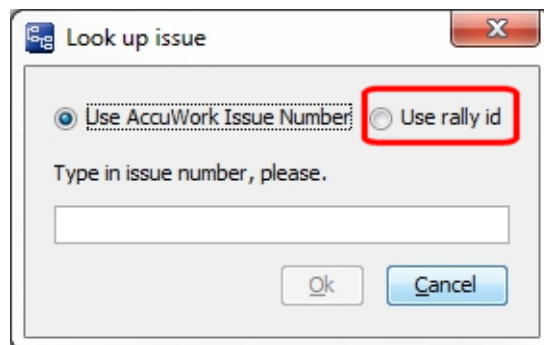 Look up issue
Use AccuWork Issue Number Use rally id
Type in issue number, please.
Ok Cancel